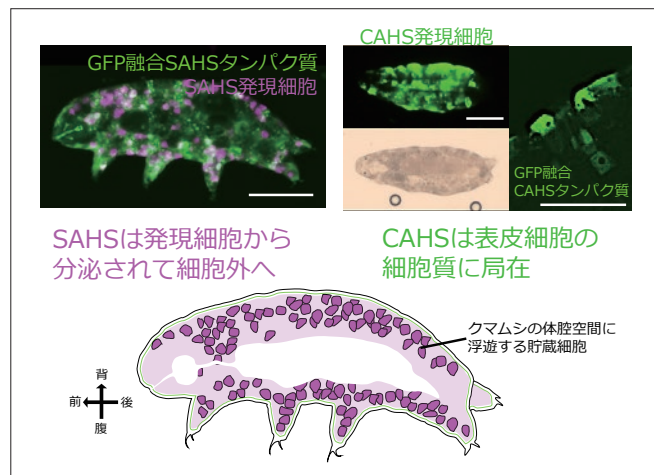 GFP融合SAHSタンパク質
SAHS発現細胞
CAHS発現細胞
GFP融合
CAHSタンパク質
SAHSは発現細胞から
分泌されて細胞外へ
CAHSは表皮細胞の
細胞質に局在
クマムシの体腔空間に
浮遊する貯蔵細胞
背
前
後
腹